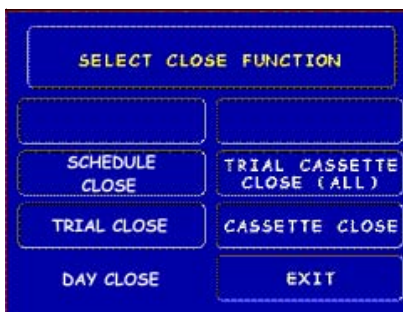 SELECT CLOSE FUNCTION
SCHEDULE
CLOSE
TRIAL CASSETTE
CLOSE (ALL)
TRIAL CLOSE
CASSETTE CLOSE
DAY CLOSE
EXIT